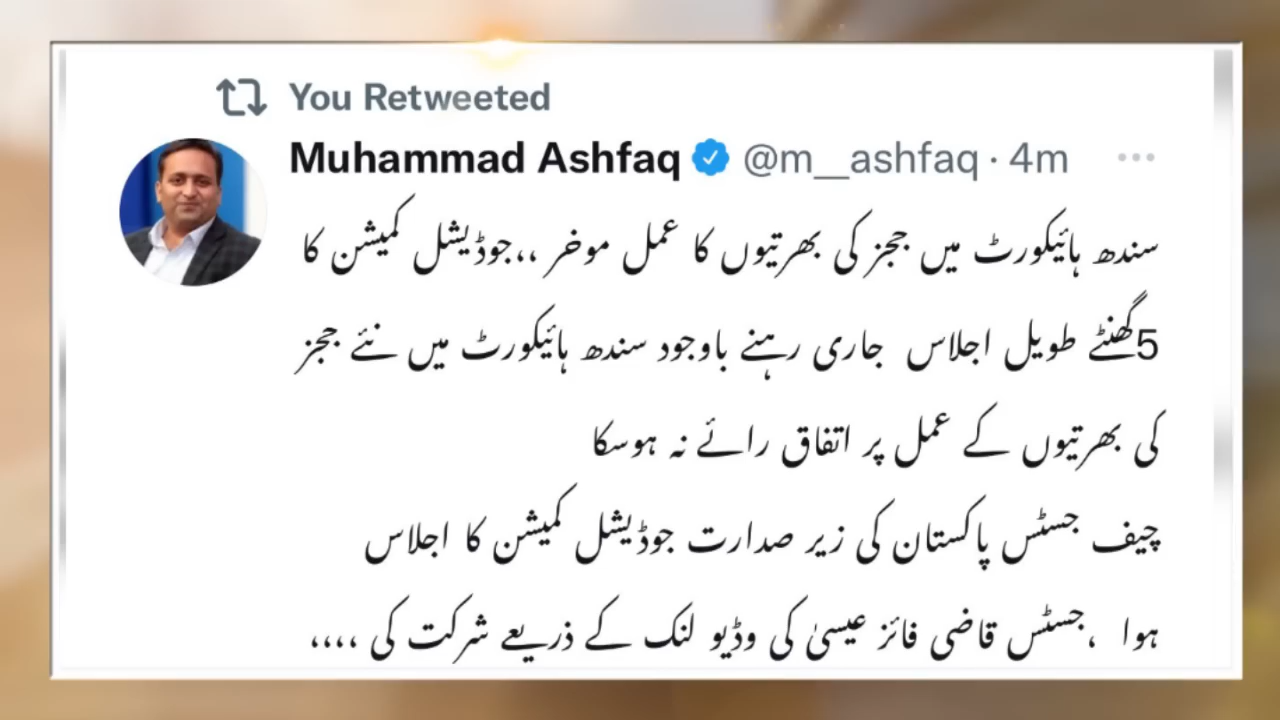 You Retweeted
Muhammad Ashfaq @m__ashfaq · 4m
سندھ ہائیکورٹ میں ججز کی بھرتیوں کا عمل موخر ،،جوڈیشل کمیشن کا
5گھنٹے طویل اجلاس جاری رہنے باوجود سندھ ہائیکورٹ میں نئے ججز
کی بھرتیوں کے عمل پر اتفاق رائے نہ ہوسکا
چیف جسٹس پاکستان کی زیر صدارت جوڈیشل کمیشن کا اجلاس
ہوا ،جسٹس قاضی فائز عیسیٰ کی وڈیو لنک کے ذریعے شرکت کی ،،،،